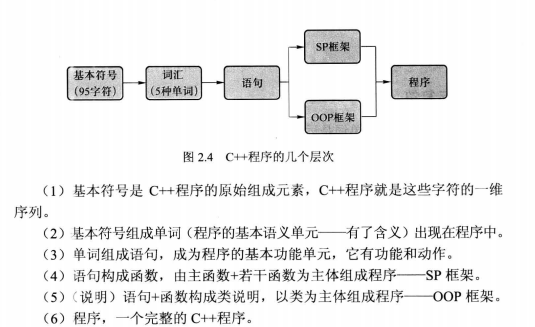 基本符号
(95字符)
词汇
(5种单词)
语句
SP框架
OOP框架
程序
图 2.4 C++程序的几个层次
（1）基本符号是 C++程序的原始组成元素，C++程序就是这些字符的一维
序列。
（2）基本符号组成单词（程序的基本语义单元——有了含义）出现在程序中。
（3）单词组成语句，成为程序的基本功能单元，它有功能和动作。
（4）语句构成函数，由主函数+若干函数为主体组成程序——SP 框架。
（5）（说明）语句+函数构成类说明，以类为主体组成程序——OOP 框架。
（6）程序，一个完整的 C++程序。